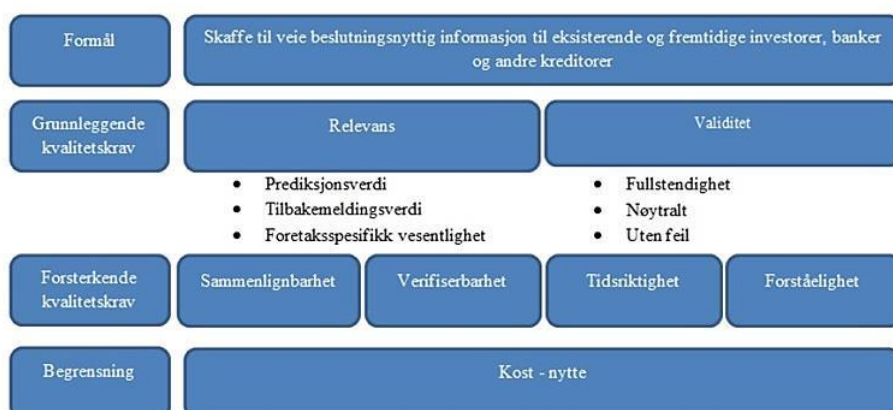 Formål
Skaffe til veie beslutningsnyttig informasjon til eksisterende og fremtidige investorer, banker
og andre kreditorer
Grunnleggende
kvalitetskrav
Relevans
Validitet
• Prediksjonsverdi
• Tilbakemeldingsverdi
• Foretaksspesifikk vesentlighet
• Fullstendighet
• Nøytralt
• Uten feil
Forsterkende
kvalitetskrav
Sammenlignbarhet
Verifiserbarhet
Tidsriktighet
Forståelighet
Begrensning
Kost - nytte